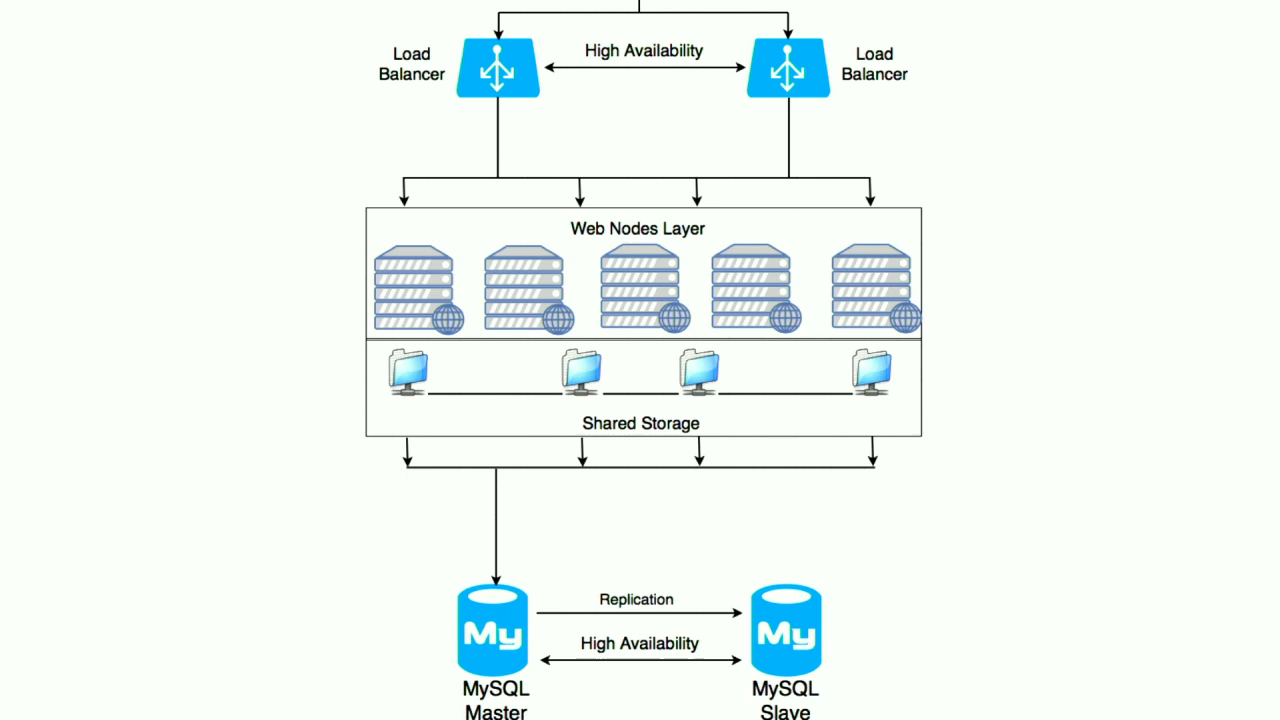 High Availability
Load
Balancer
Load
Balancer
Web Nodes Layer
Shared Storage
Replication
High Availability
My
My
MySQL
Master
MySQL
Slave